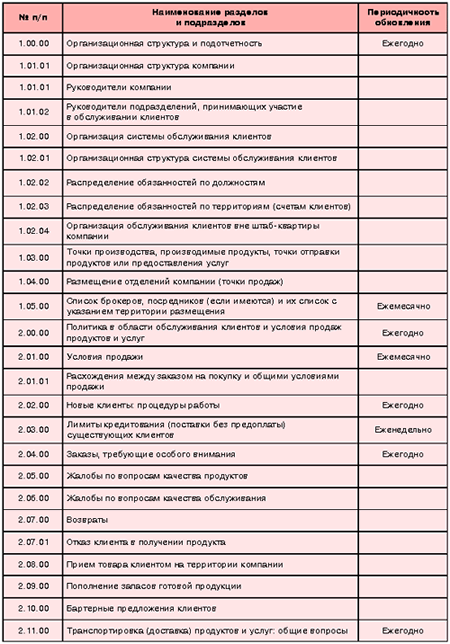 № п/п
Наименование разделов
и подразделов
Периодичность
обновления
1.00.00 Организационная структура и подотчетность Ежегодно
1.01.01 Организационная структура компании
1.01.01 Руководители компании
1.01.02 Руководители подразделений, принимающих участие
в обслуживании клиентов
1.02.00 Организация системы обслуживания клиентов
1.02.01 Организационная структура системы обслуживания клиентов
1.02.02 Распределение обязанностей по должностям
1.02.03 Распределение обязанностей по территориям (счетам клиентов)
1.02.04 Организация обслуживания клиентов вне штаб-квартиры
компании
1.03.00 Точки производства, производимые продукты, точки отправки
продуктов или предоставления услуг
1.04.00 Размещение отделений компании (точки продаж)
1.05.00 Список брокеров, посредников (если имеются) и их список с
указанием территории размещения Ежемесячно
2.00.00 Политика в области обслуживания клиентов и условия продаж
продуктов и услуг Ежегодно
2.01.00 Условия продажи Ежемесячно
2.01.01 Расхождения между заказом на покупку и общими условиями
продажи
2.02.00 Новые клиенты: процедуры работы Ежегодно
2.03.00 Лимиты кредитования (поставки без предоплаты)
существующих клиентов Еженедельно
2.04.00 Заказы, требующие особого внимания Ежегодно
2.05.00 Жалобы по вопросам качества продуктов
2.06.00 Жалобы по вопросам качества обслуживания
2.07.00 Возвраты
2.07.01 Отказ клиента в получении продукта
2.08.00 Прием товара клиентом на территории компании
2.09.00 Пополнение запасов готовой продукции
2.10.00 Бартерные предложения клиентов
2.11.00 Транспортировка (доставка) продуктов и услуг: общие вопросы Ежегодно